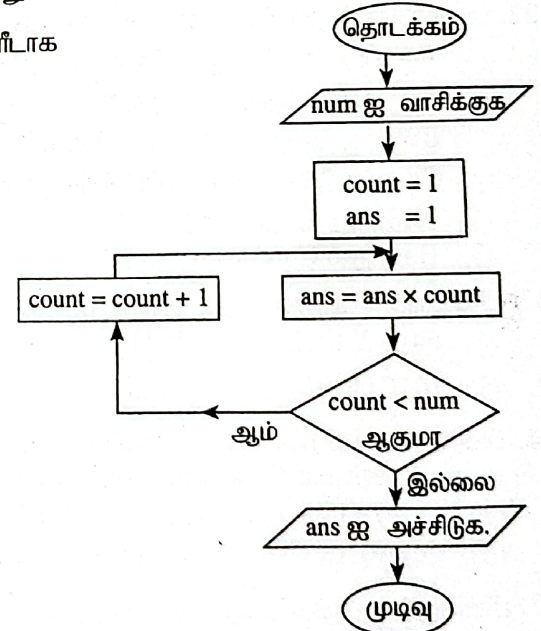 ரீடாக
தொடக்கம்
num ஐ வாசிக்குக
count = 1
ans = 1
count = count + 1
ans = ans × count
count < num
ஆகுமா
ஆம்
இல்லை
ans ஐ அச்சிடுக.
முடிவு